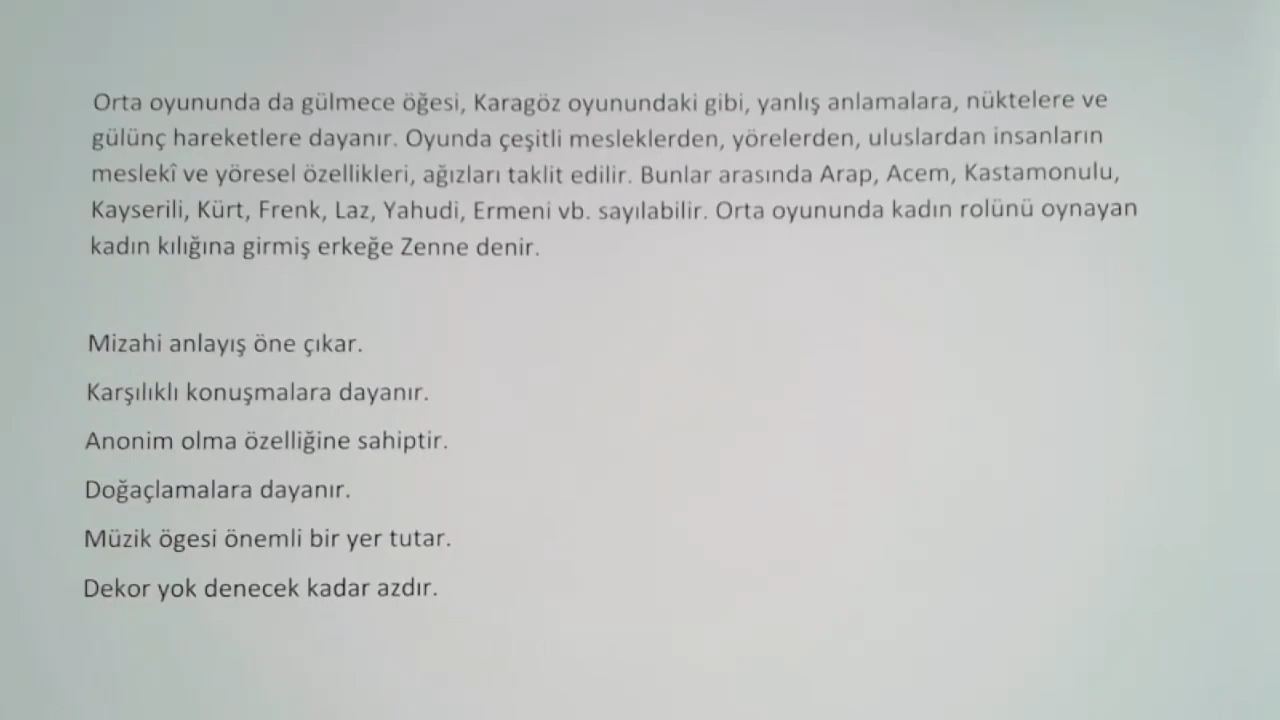 Orta oyununda da gülmece öğesi, Karagöz oyunundaki gibi, yanlış anlamalara, nüktelere ve
gülünç hareketlere dayanır. Oyunda çeşitli mesleklerden, yörelerden, uluslardan insanların
meslekî ve yöresel özellikleri, ağızları taklit edilir. Bunlar arasında Arap, Acem, Kastamonulu,
Kayserili, Kürt, Frenk, Laz, Yahudi, Ermeni vb. sayılabilir. Orta oyununda kadın rolünü oynayan
kadın kılığına girmiş erkeğe Zenne denir.
Mizahi anlayış öne çıkar.
Karşılıklı konuşmalara dayanır.
Anonim olma özelliğine sahiptir.
Doğaçlamalara dayanır.
Müzik ögesi önemli bir yer tutar.
Dekor yok denecek kadar azdır.